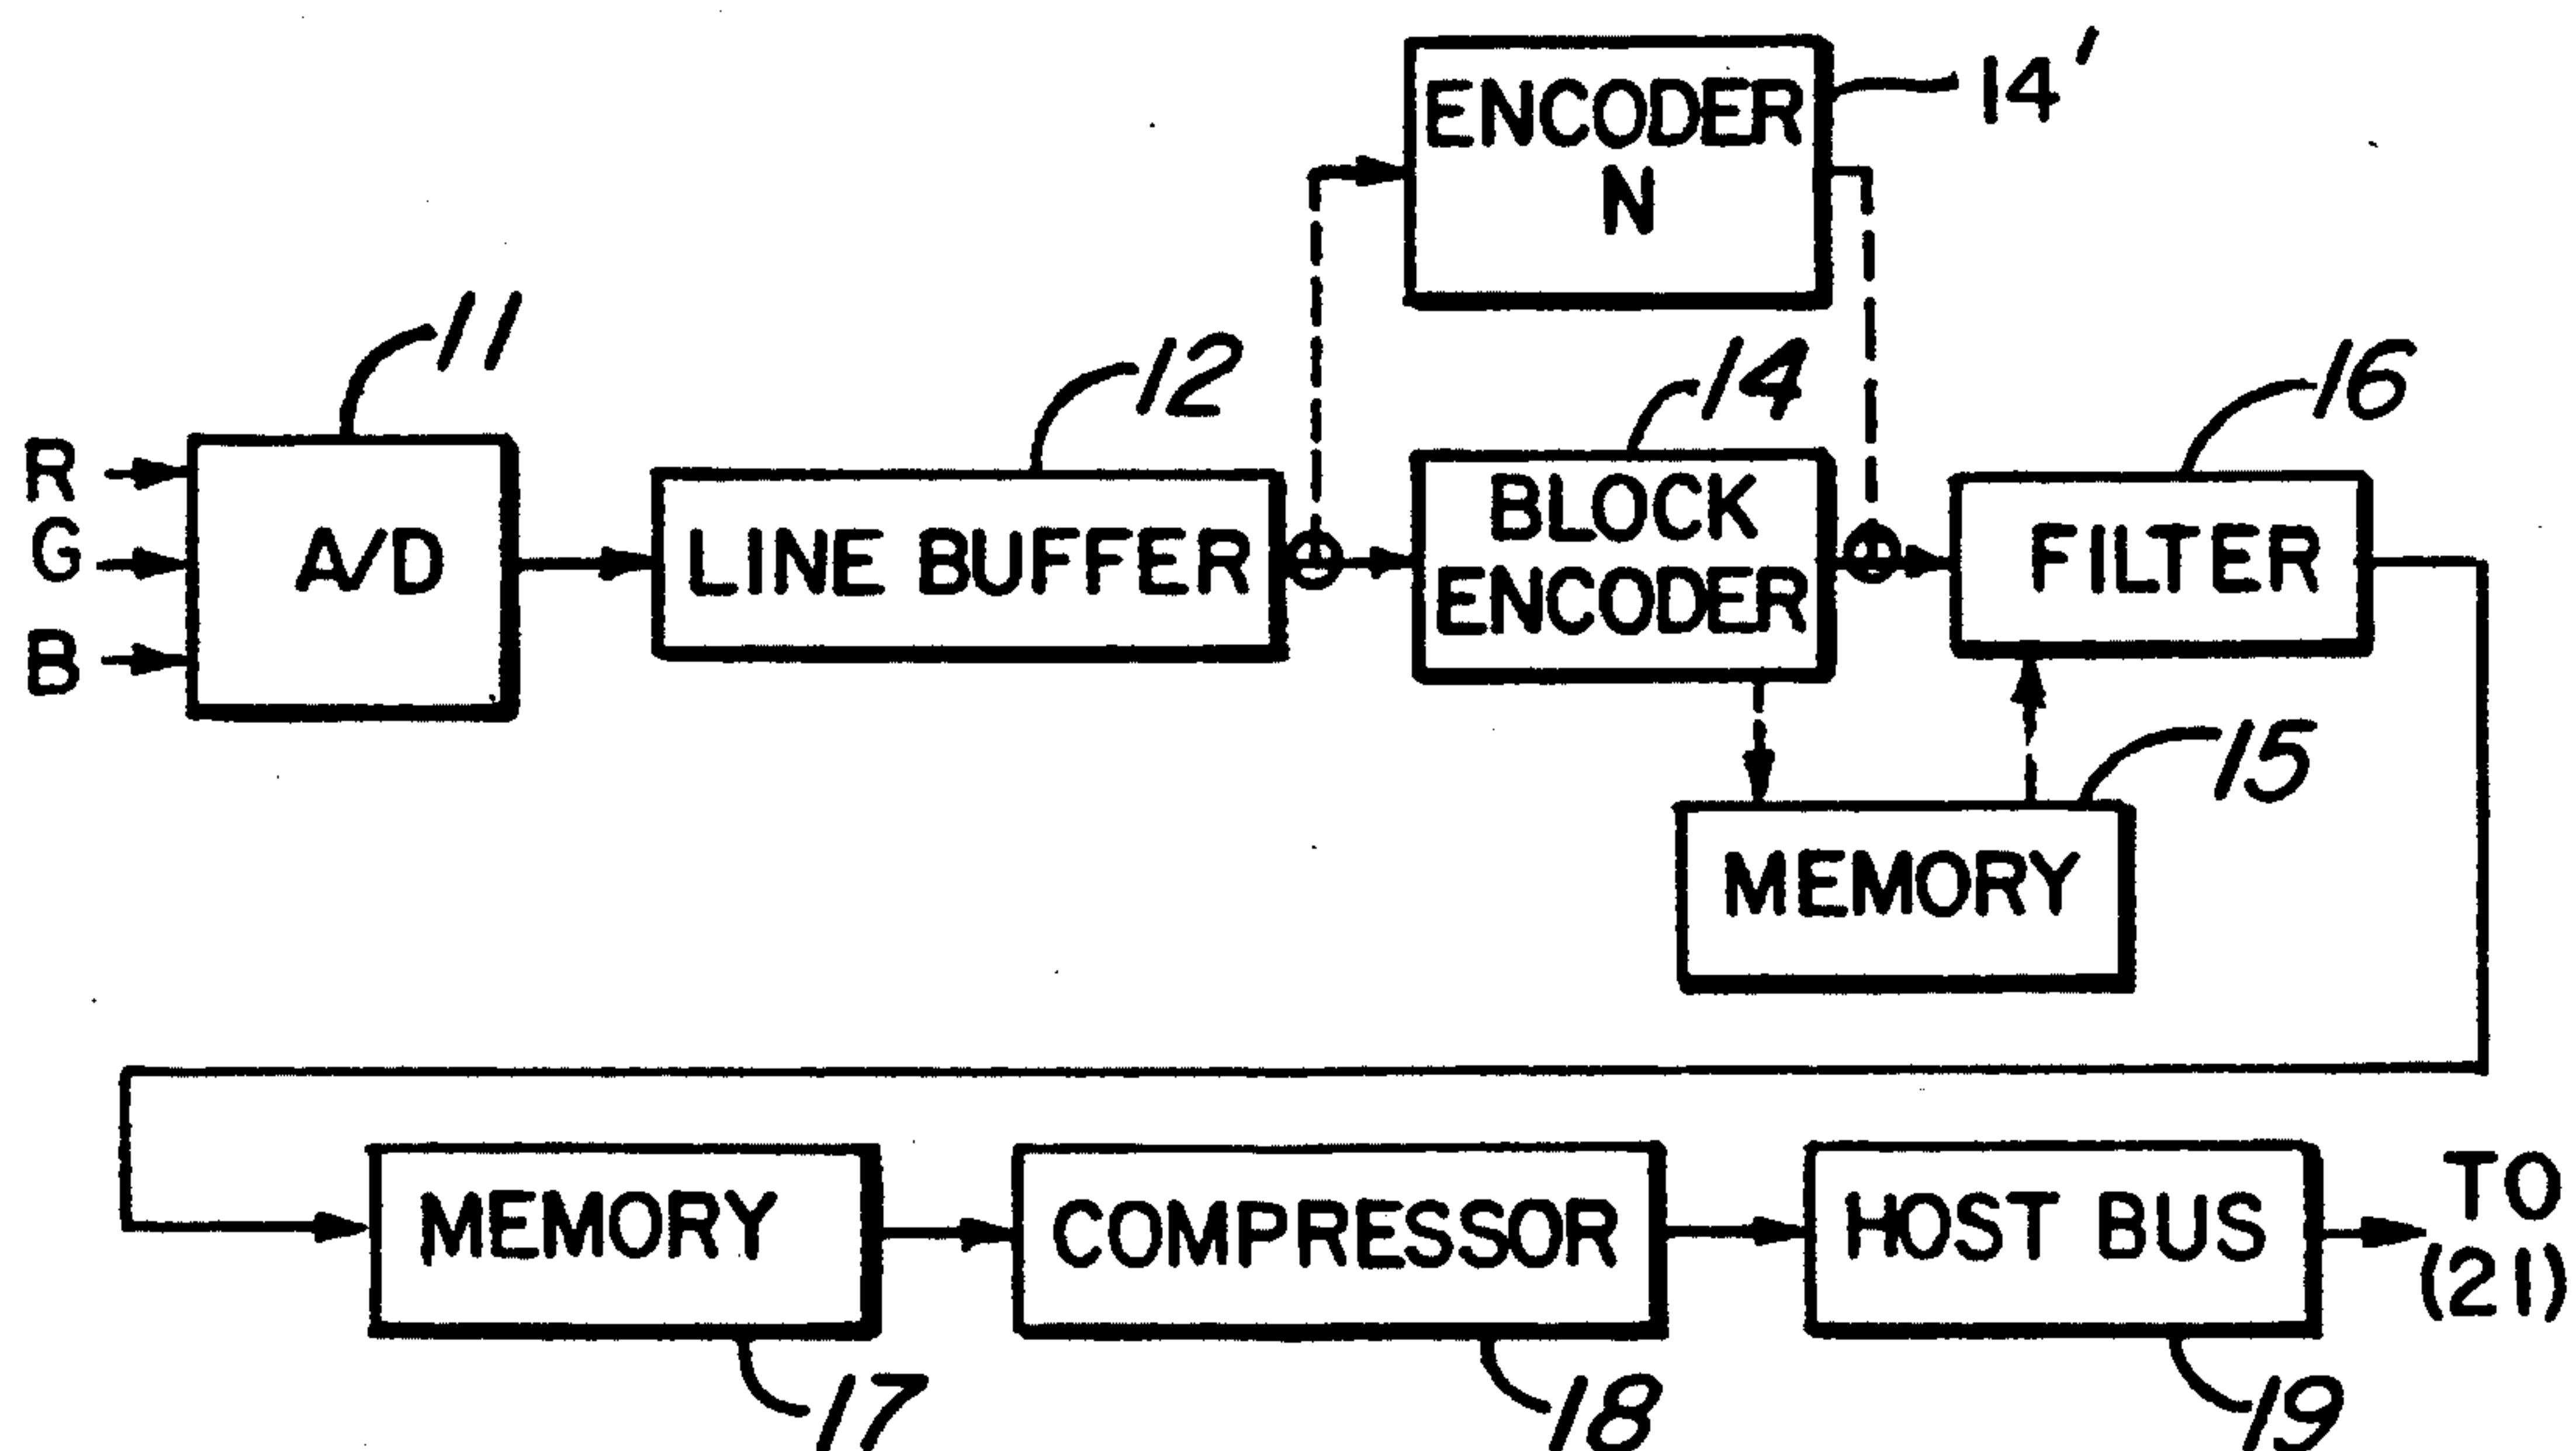 ENCODER
N
14'
11
12
14
16
R
G
B
A/D
LINE BUFFER
BLOCK
ENCODER
FILTER
15
MEMORY
MEMORY
COMPRESSOR
HOST BUS
TO
(21)
17
18
19